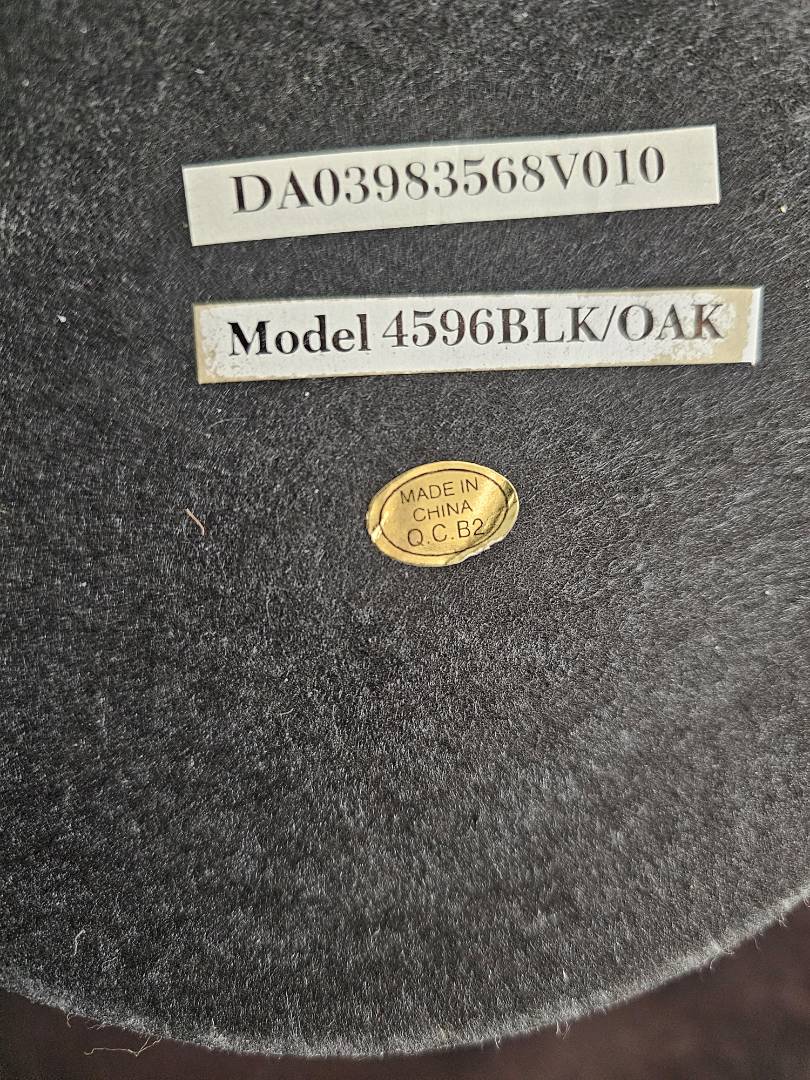 DA03983568V010
Model 4596BLK/OAK
MADE IN
CHINA
Q.C.B2